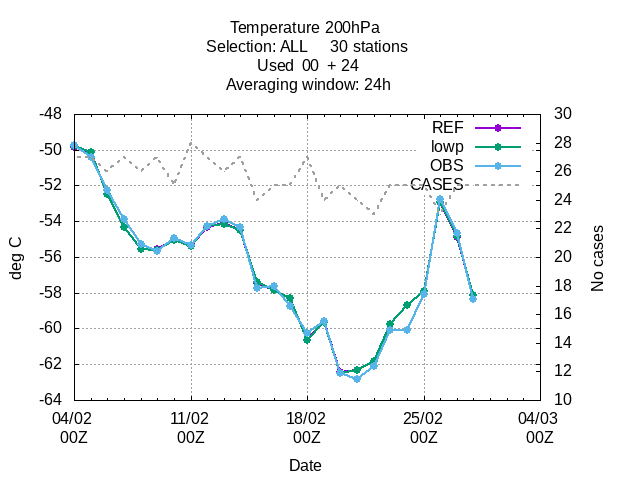 Temperature 200hPa
Selection: ALL 30 stations
Used 00 + 24
Averaging window: 24h
-48 30
REF
-50 28
lowp
OBS
26
-52 CASES 24
-54 22
-56 20
deg C No cases
-58 18
-60 16
14
-62 12
-64 10
04/02 11/02 18/02 25/02 04/03
00Z 00Z 00Z 00Z 00Z
Date